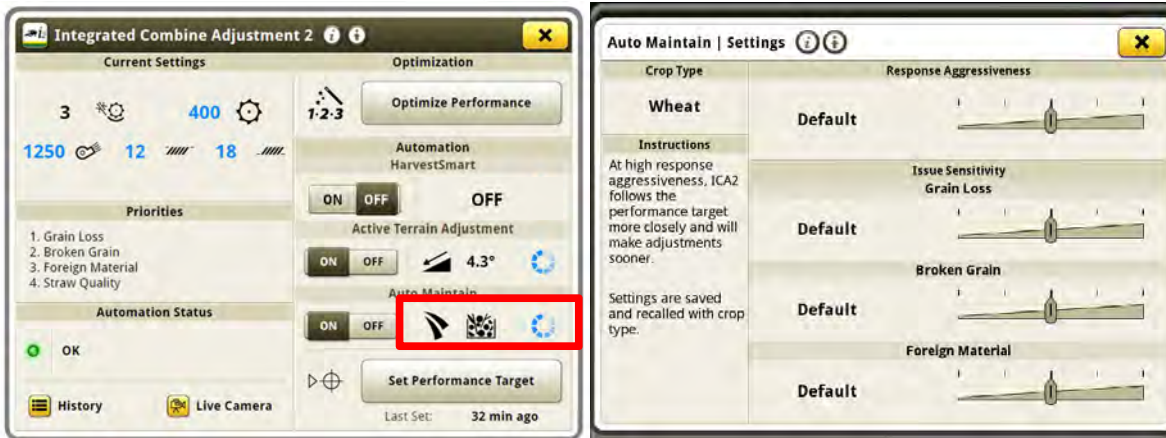 Integrated Combine Adjustment 2
Current Settings
3
400
1250
12
18
Priorities
1. Grain Loss
2. Broken Grain
3. Foreign Material
4. Straw Quality
Automation Status
OK
History
Live Camera
Optimization
1·2·3
Optimize Performance
Automation
HarvestSmart
ON OFF
OFF
Active Terrain Adjustment
ON OFF
4.3°
Auto Maintain
ON OFF
Set Performance Target
Last Set: 32 min ago
Auto Maintain | Settings
Crop Type
Wheat
Instructions
At high response
aggressiveness, ICA2
follows the
performance target
more closely and will
make adjustments
sooner.
Settings are saved
and recalled with crop
type.
Response Aggressiveness
Default
Issue Sensitivity
Grain Loss
Default
Broken Grain
Default
Foreign Material
Default